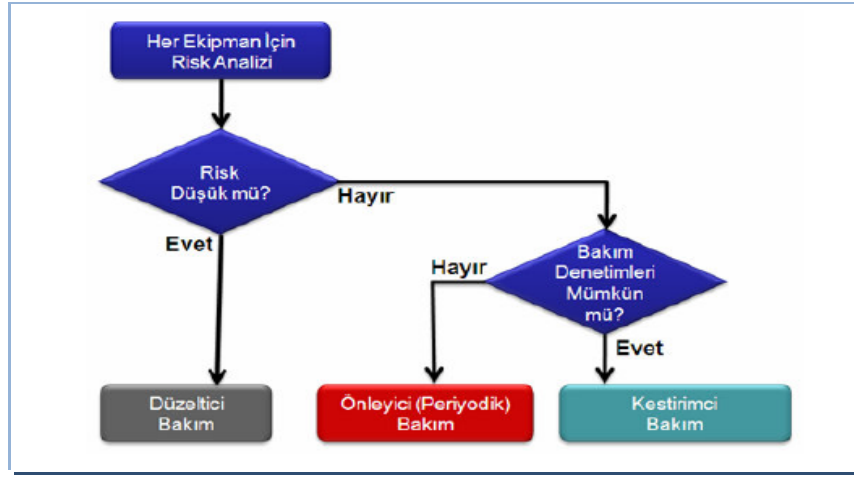 Her Ekipman İçin
Risk Analizi
Risk
Düşük mü?
Hayır
Evet
Bakım
Denetimleri
Mümkün
mü?
Hayır
Evet
Düzeltici
Bakım
Önleyici (Periyodik)
Bakım
Kestirimci
Bakım